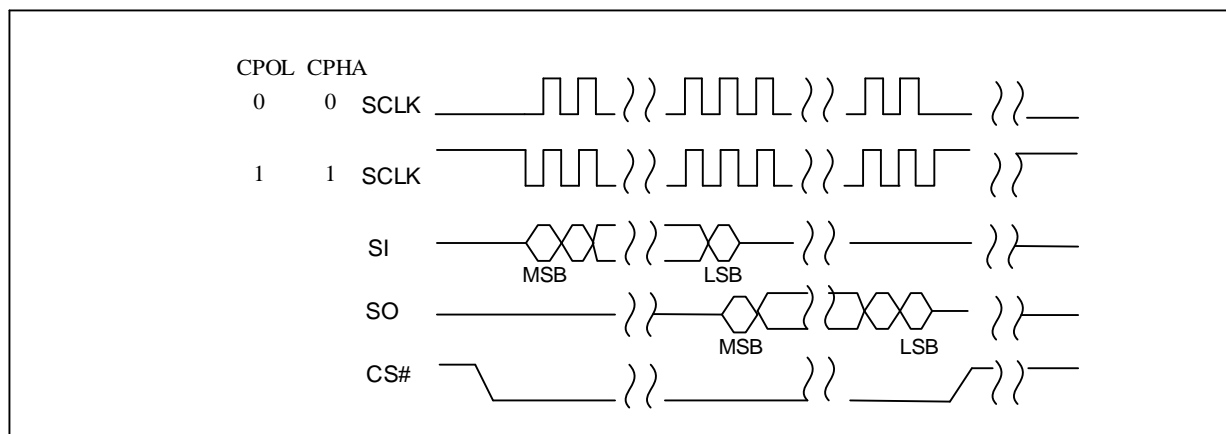 CPOL CPHA
0 0 SCLK
1 1 SCLK
SI
MSB LSB
SO
MSB LSB
CS#